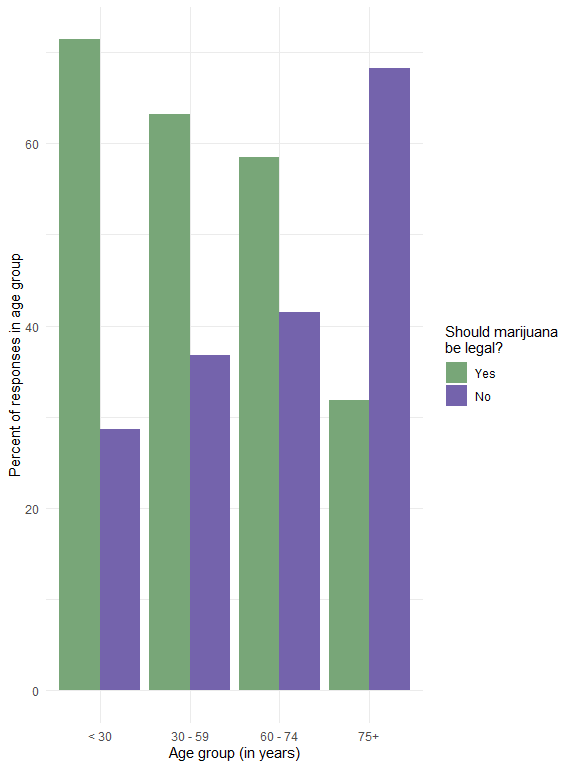 Percent of responses in age group
60
40
20
0
< 30
30 - 59
60 - 74
75+
Age group (in years)
Should marijuana
be legal?
Yes
No